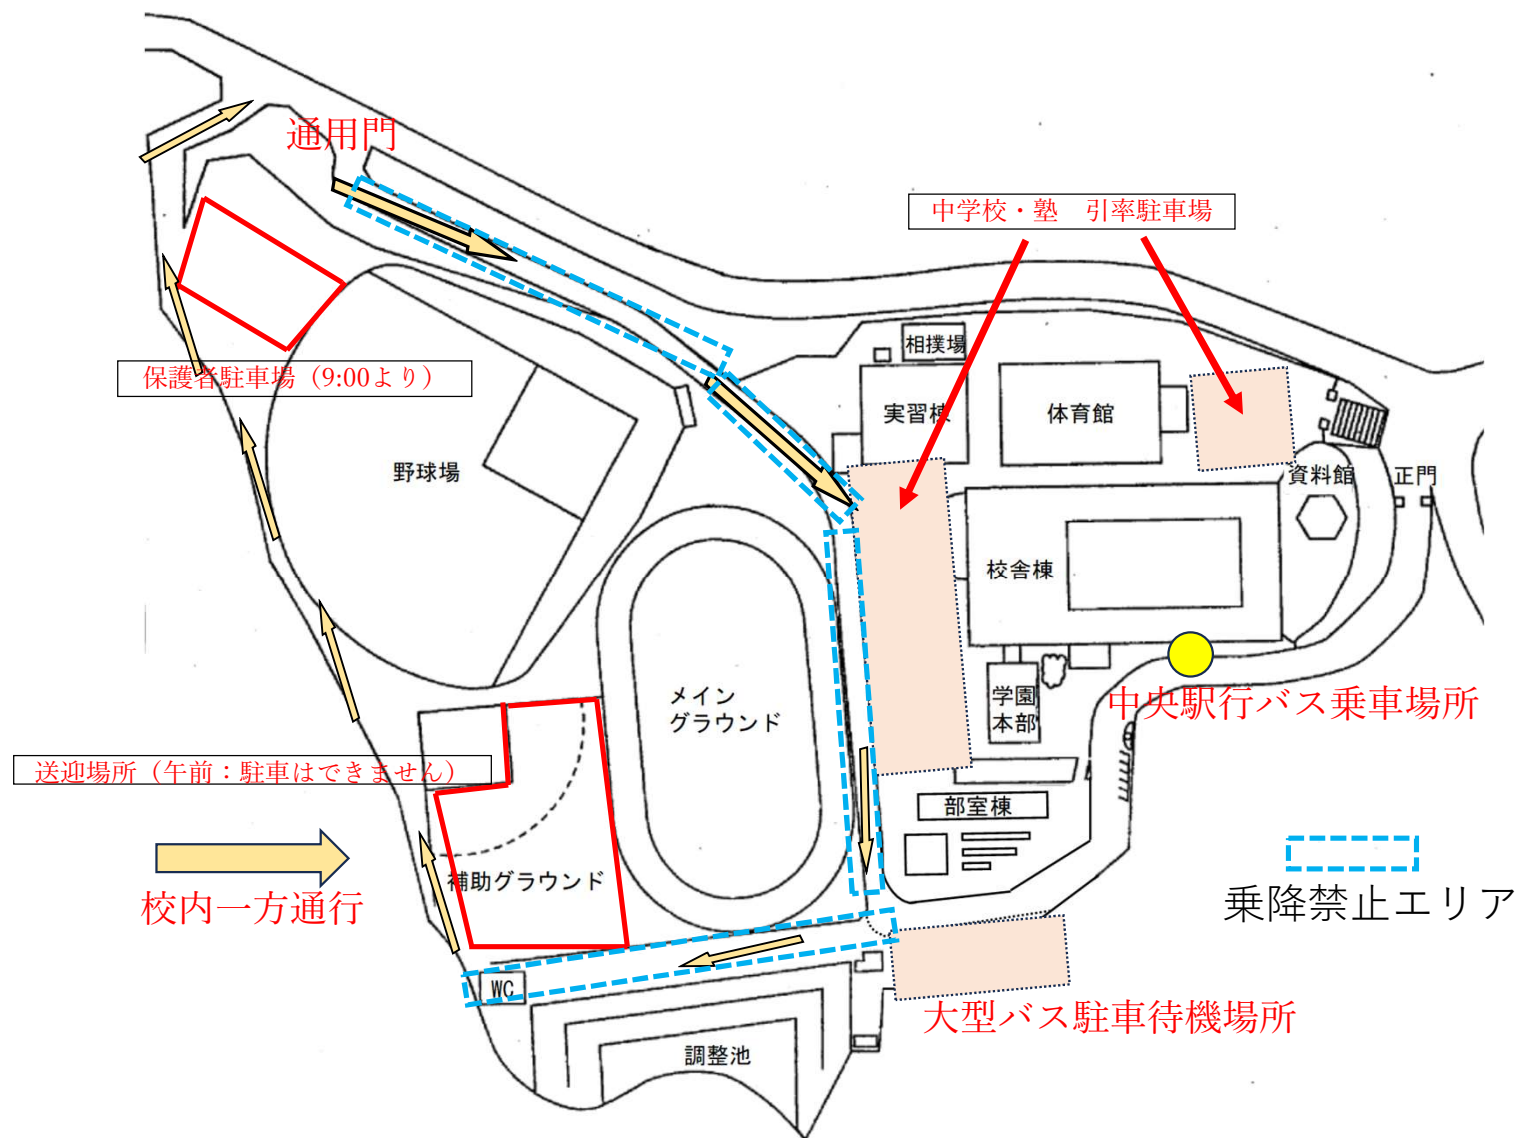 通用門
中学校・塾　引率駐車場
相撲場
実習棟
体育館
保護者駐車場（9:00より）
野球場
資料館
正門
校舎棟
メイン
グラウンド
学園
本部
中央駅行バス乗車場所
送迎場所（午前：駐車はできません）
部室棟
補助グラウンド
校内一方通行
乗降禁止エリア
WC
大型バス駐車待機場所
調整池